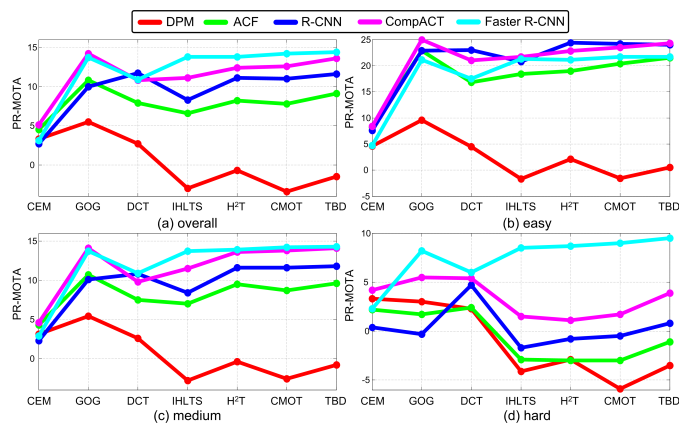 DPM ACF R-CNN CompACT Faster R-CNN
PR-MOTA
15
10
5
0
CEM GOG DCT IHLTS H²T CMOT TBD
(a) overall
PR-MOTA
25
20
15
10
5
0
-5
CEM GOG DCT IHLTS H²T CMOT TBD
(b) easy
PR-MOTA
15
10
5
0
CEM GOG DCT IHLTS H²T CMOT TBD
(c) medium
PR-MOTA
10
5
0
-5
CEM GOG DCT IHLTS H²T CMOT TBD
(d) hard